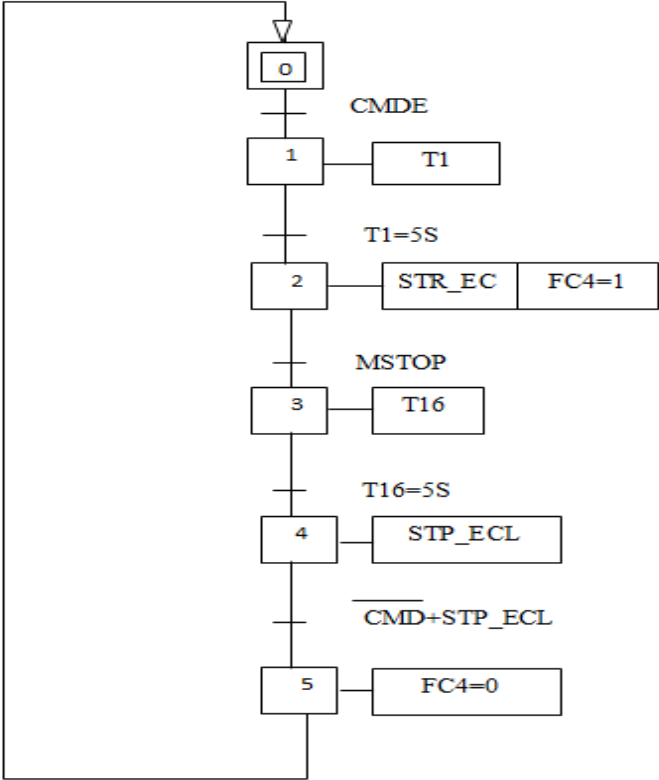 0
CMDE
1 T1
T1=5S
2 STR_EC FC4=1
MSTOP
3 T16
T16=5S
4 STP_ECL
C̅M̅D̅+STP_ECL
5 FC4=0